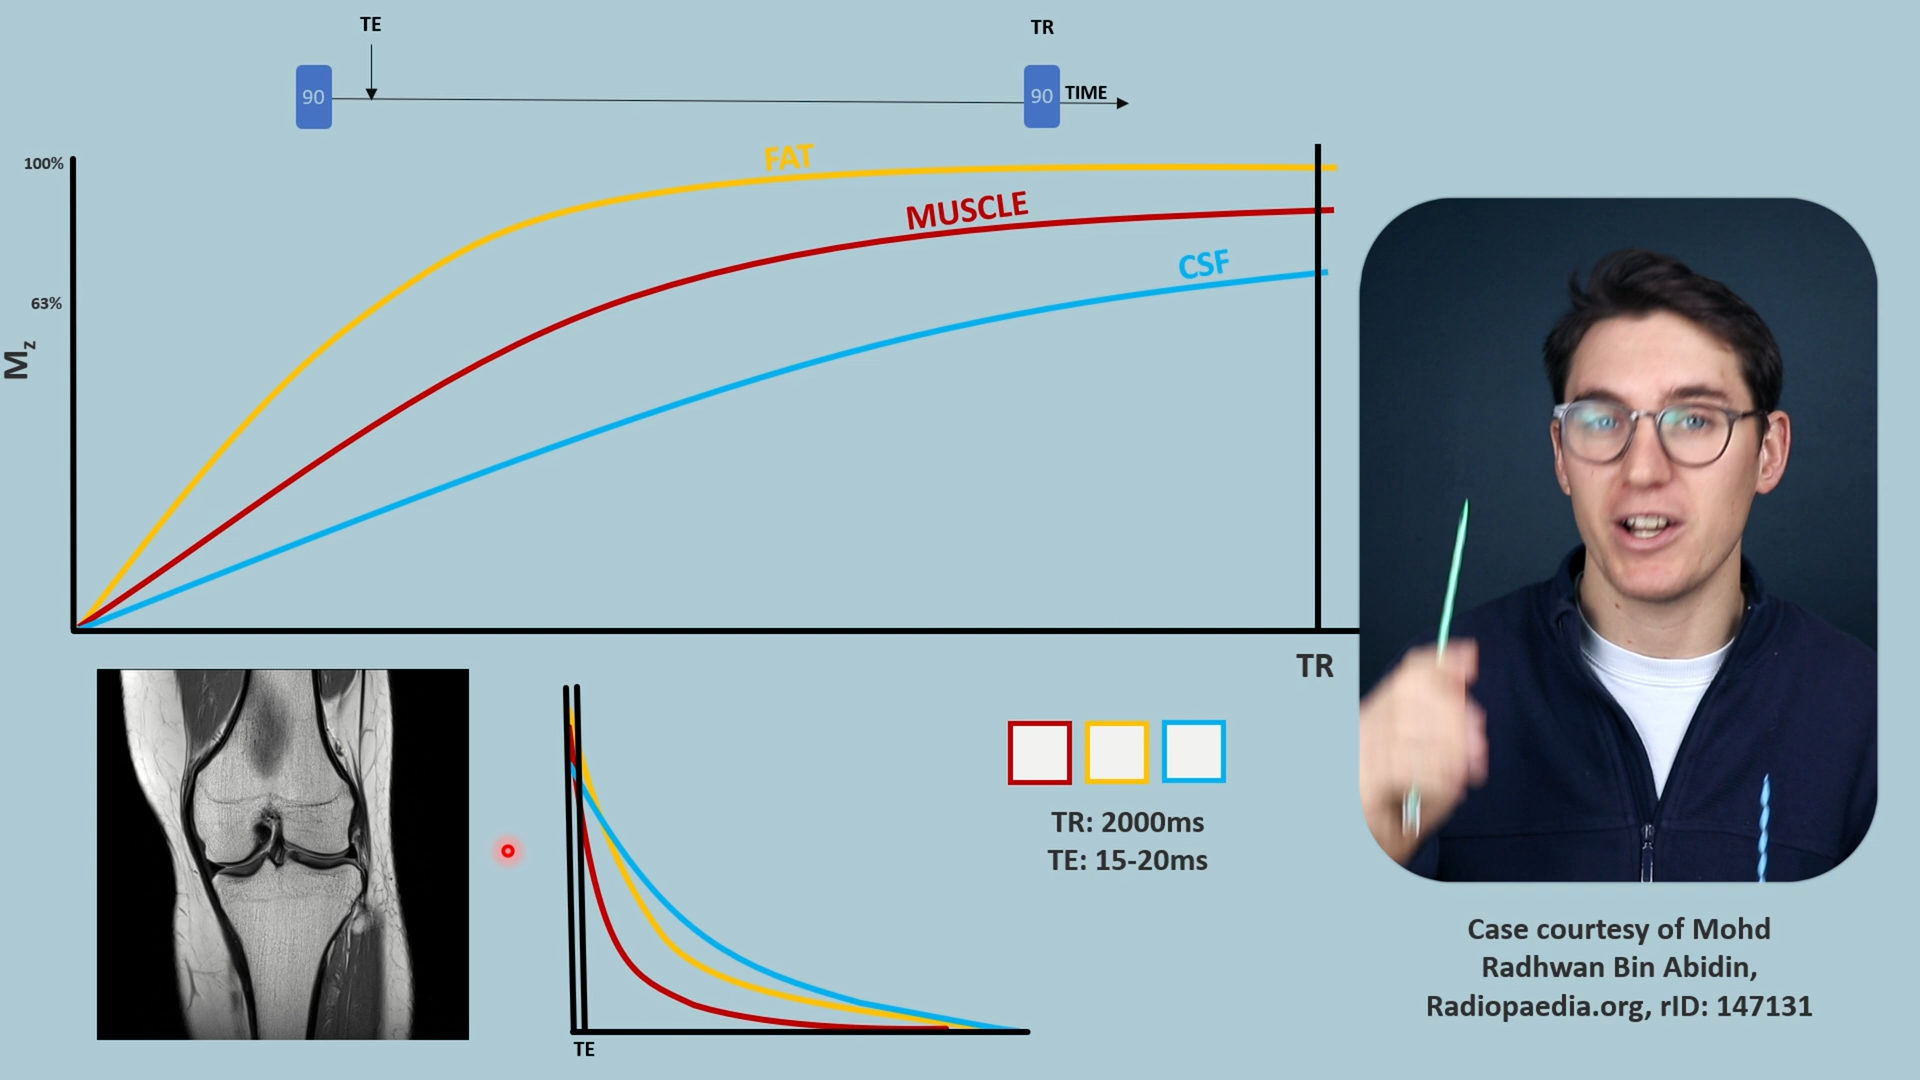 TE
TR
90
90
TIME
100%
FAT
MUSCLE
CSF
63%
Mz
TR
TR: 2000ms
TE: 15-20ms
TE
Case courtesy of Mohd
Radhwan Bin Abidin,
Radiopaedia.org, rID: 147131